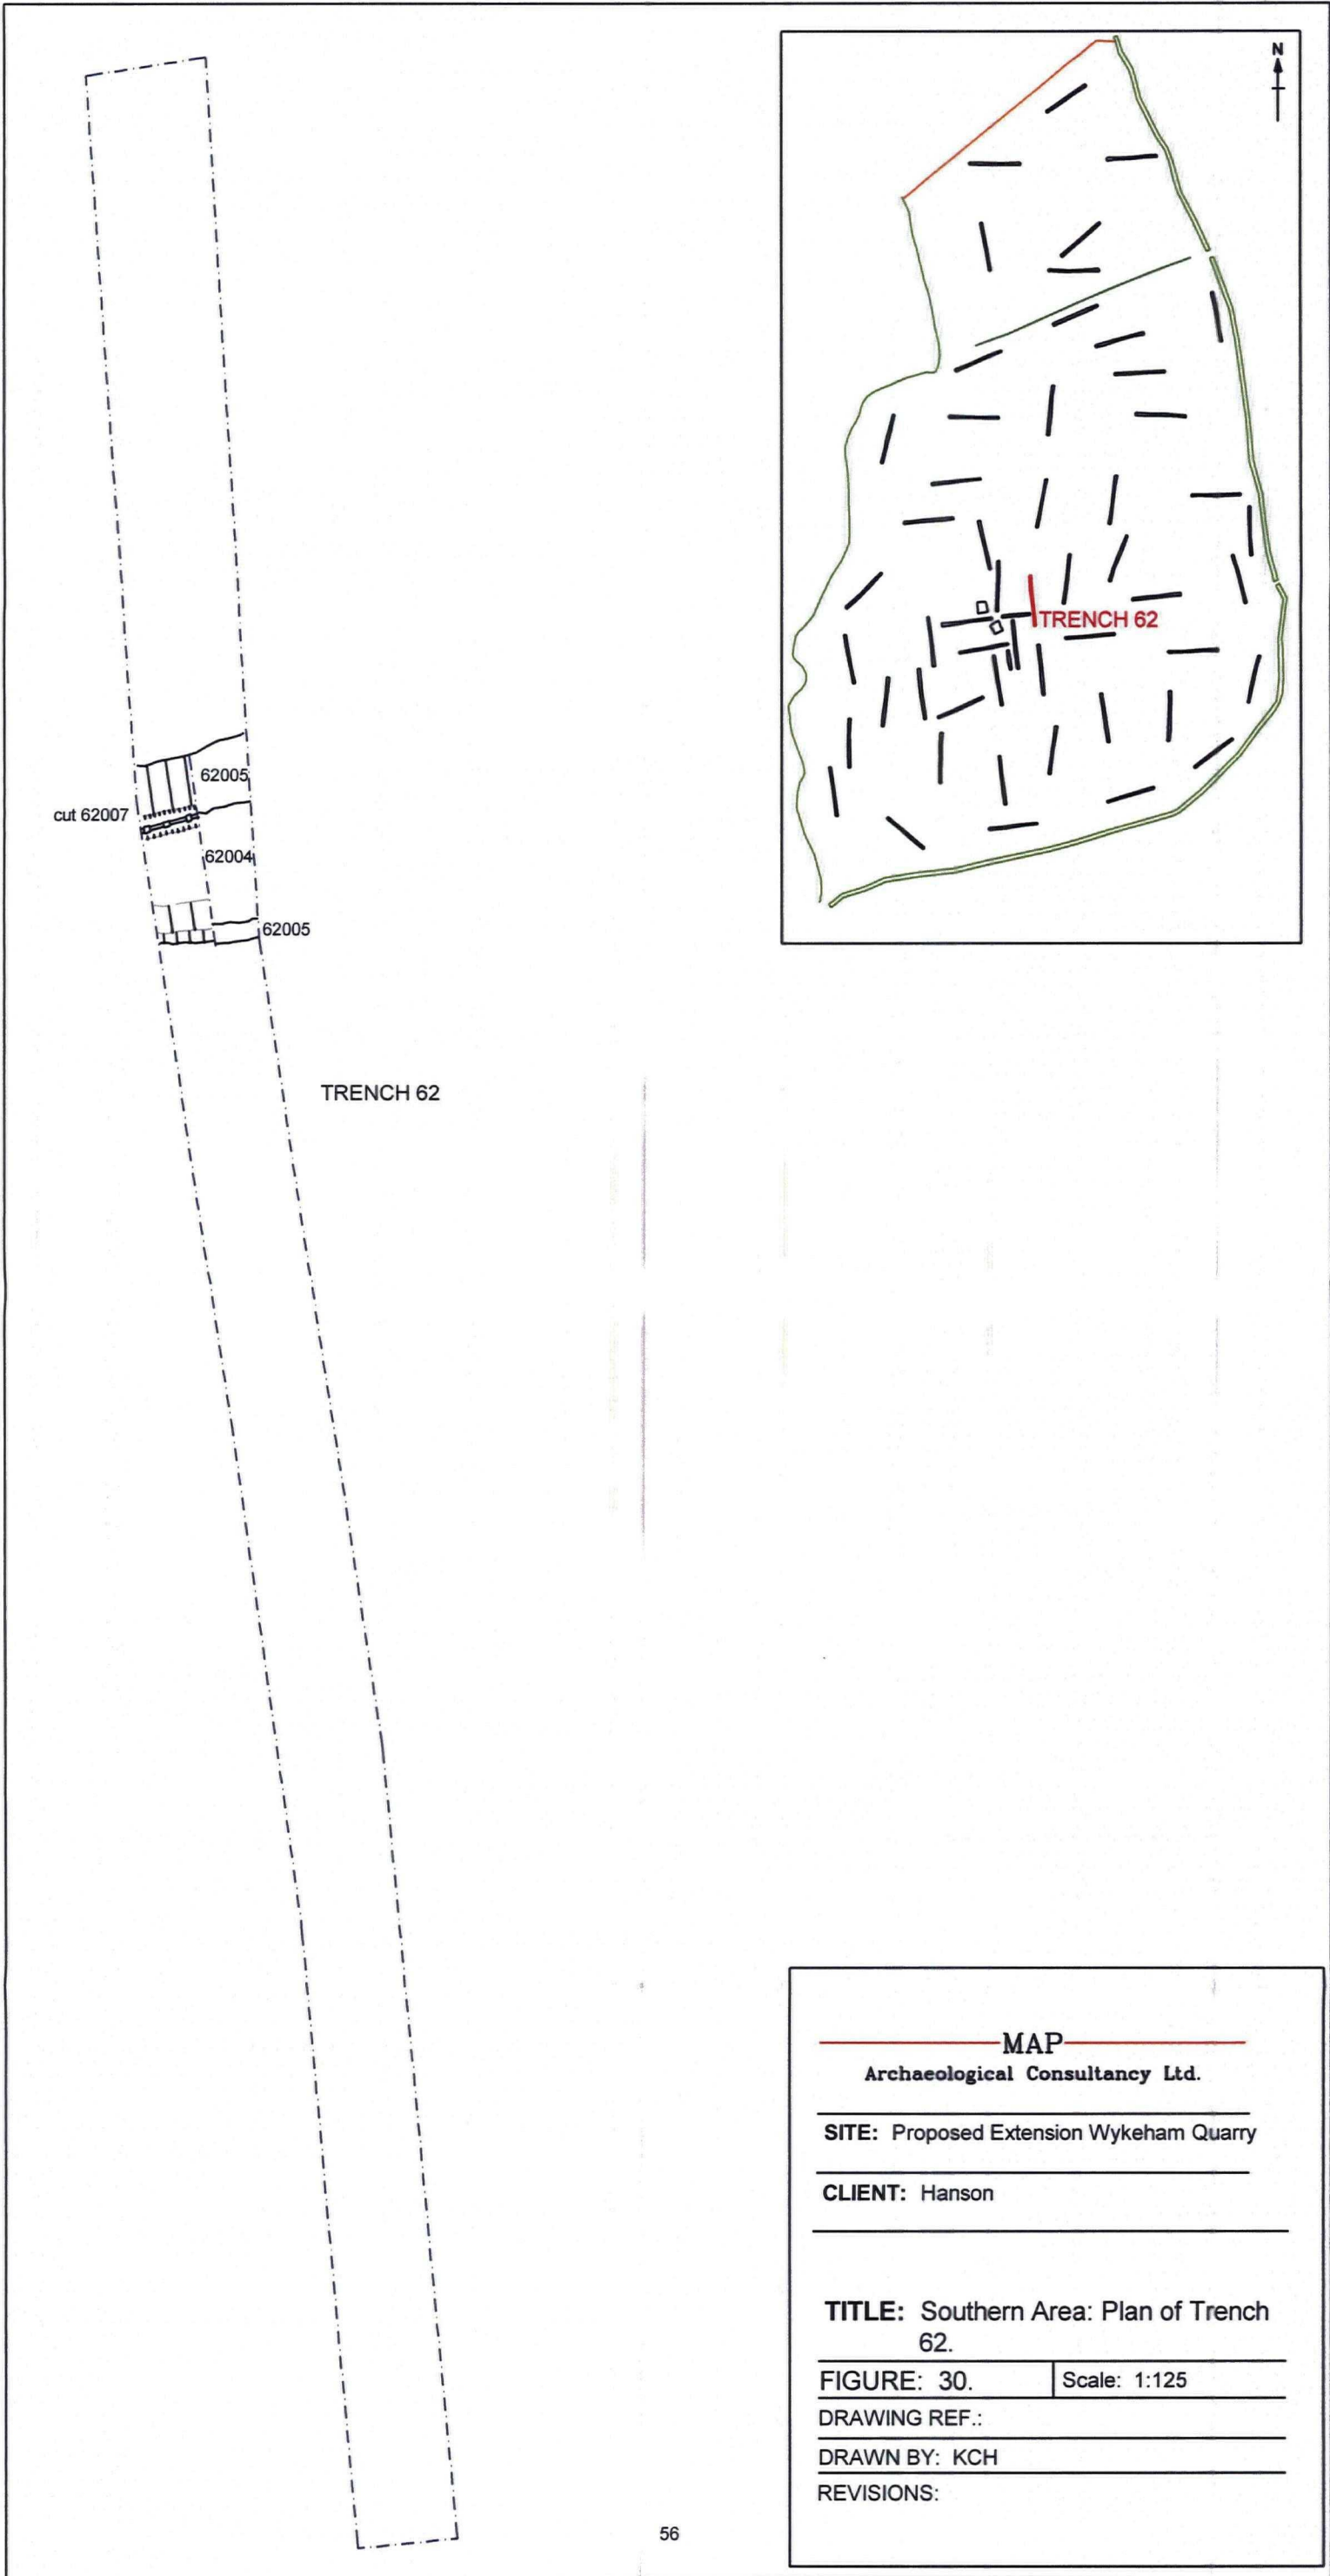 N
TRENCH 62
62005
cut 62007
62004
62005
TRENCH 62
MAP
Archaeological Consultancy Ltd.
SITE: Proposed Extension Wykeham Quarry
CLIENT: Hanson
TITLE: Southern Area: Plan of Trench
62.
FIGURE: 30.
Scale: 1:125
DRAWING REF.:
DRAWN BY: KCH
REVISIONS:
56